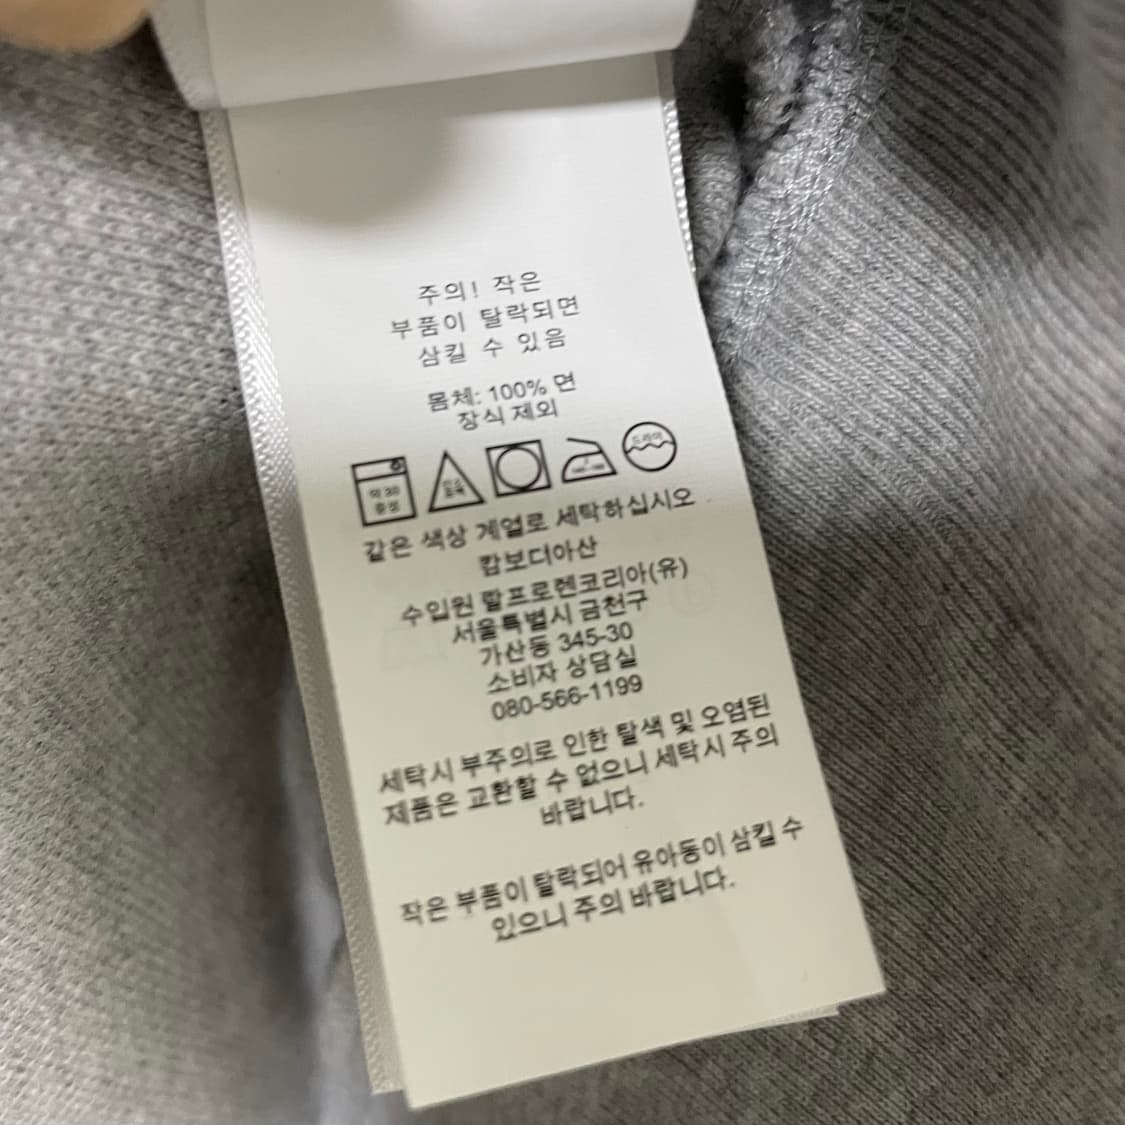 주의! 작은
부품이 탈락되면
삼킬 수 있음
몸체: 100% 면
장식 제외
같은 색상 계열로 세탁하십시오
캄보디아산
수입원 랄프로렌코리아(유)
서울특별시 금천구
가산동 345-30
소비자 상담실
080-566-1199
세탁시 부주의로 인한 탈색 및 오염된
제품은 교환할 수 없으니 세탁시 주의
바랍니다.
작은 부품이 탈락되어 유아동이 삼킬 수
있으니 주의 바랍니다.